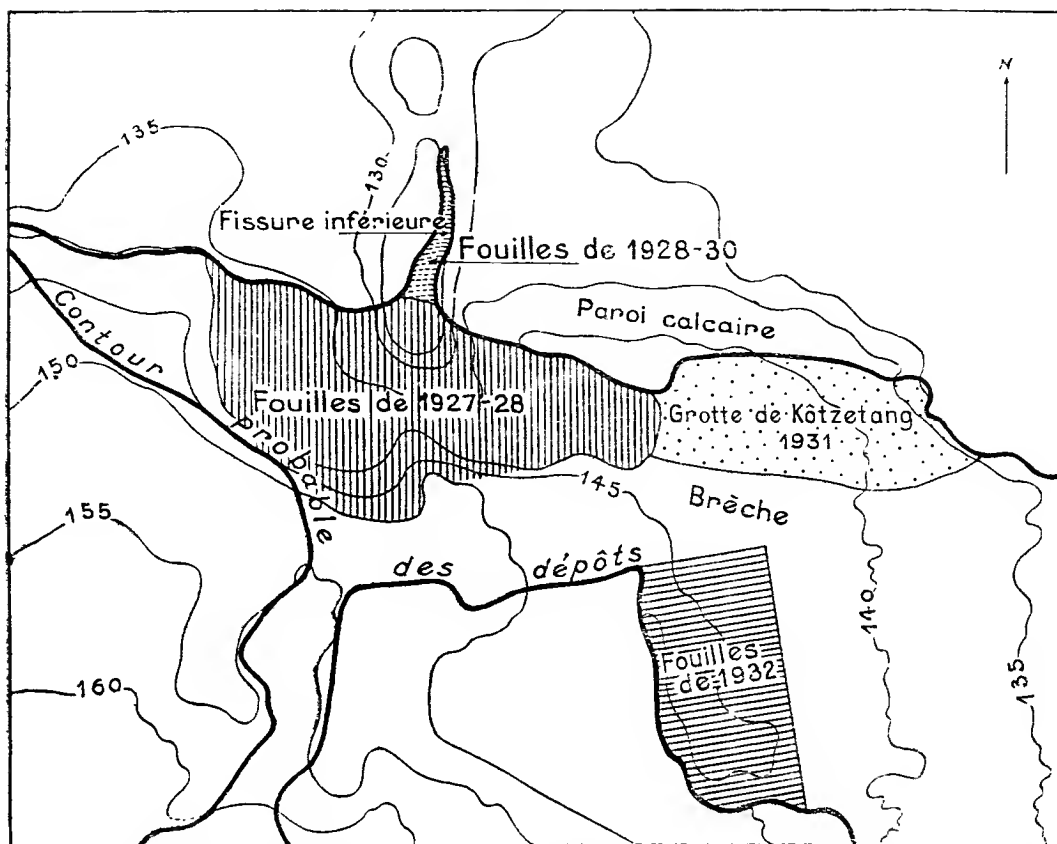 N
135
130
Fissure inférieure
Fouilles de 1928-30
Paroi calcaire
Contour
probable
des dépôts
150
Fouilles de 1927-28
Grotte de Kôtzetang
1931
145
Brèche
155
140
Fouilles
de 1932
160
135